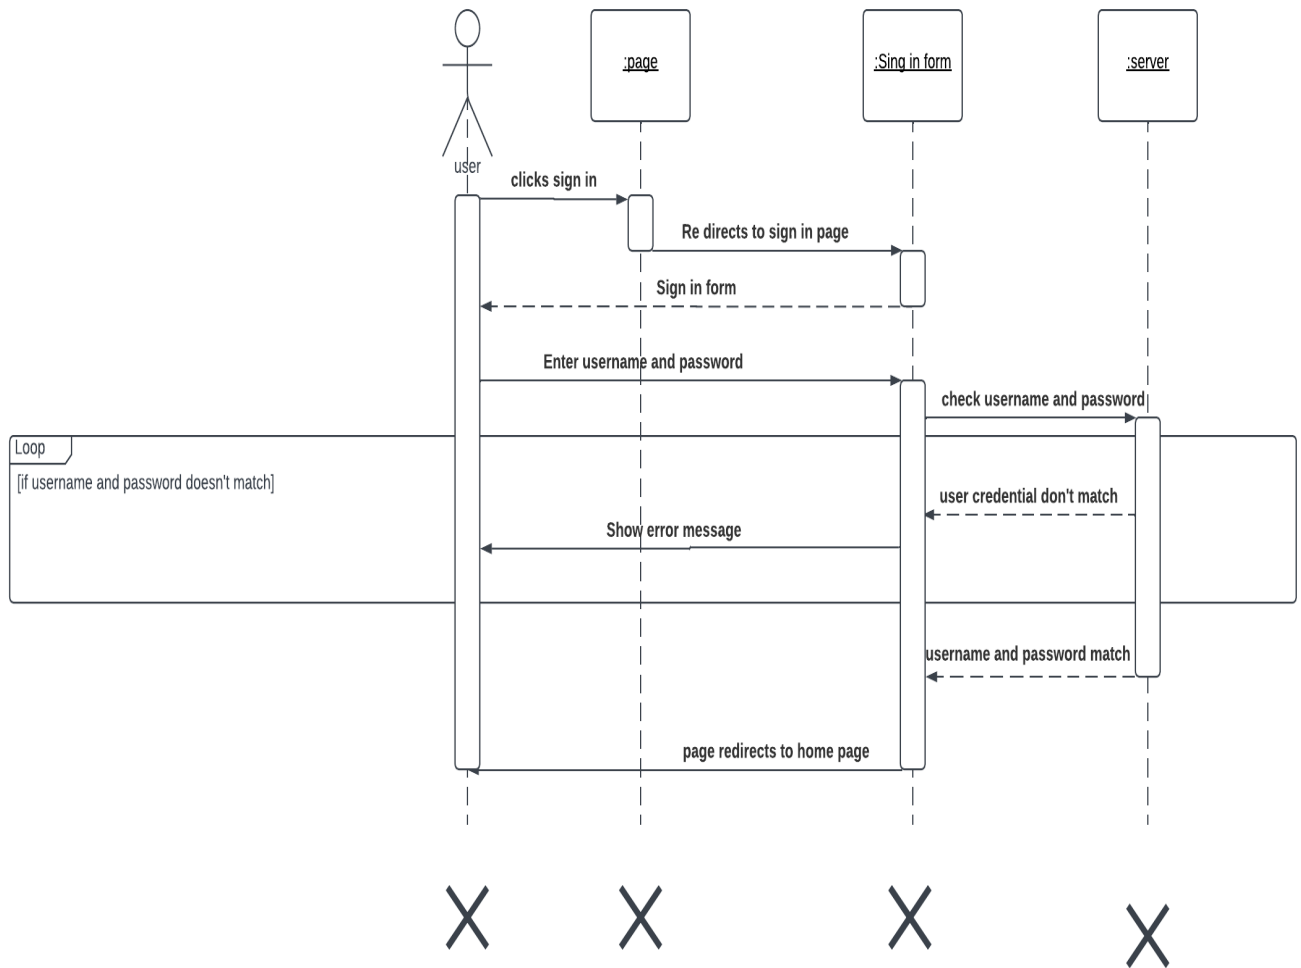 :page
:Sing in form
:server
user
clicks sign in
Re directs to sign in page
Sign in form
Enter username and password
check username and password
Loop
[if username and password doesn't match]
user credential don't match
Show error message
username and password match
page redirects to home page